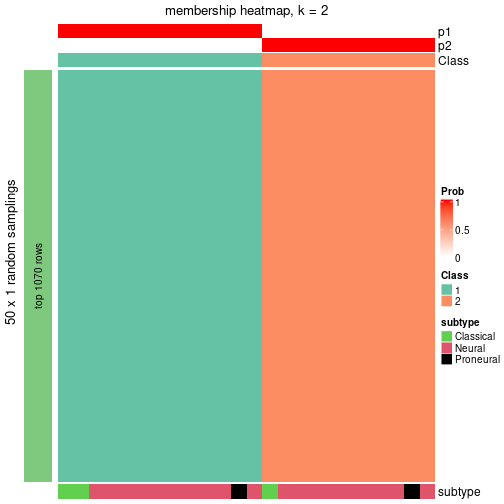 membership heatmap, k = 2
p1
p2
Class
50 x 1 random samplings
top 1070 rows
Prob
1
0.5
0
Class
1
2
subtype
Classical
Neural
Proneural
subtype